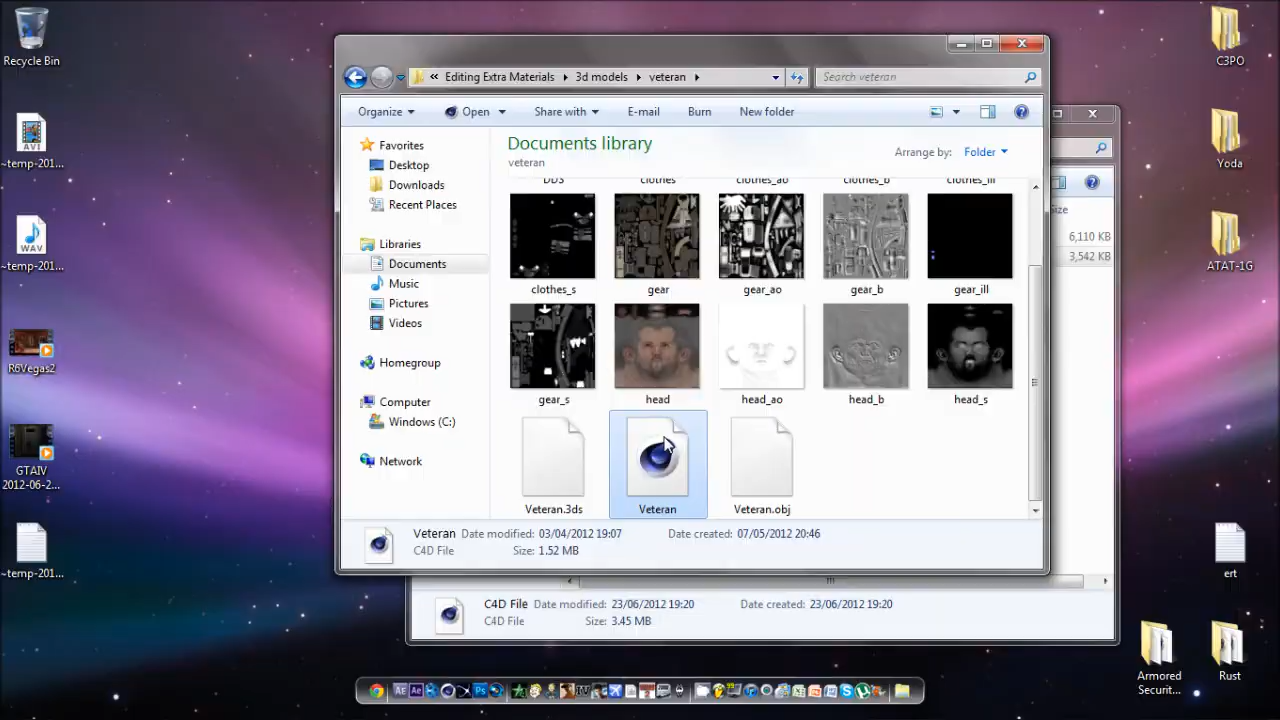 Recycle Bin
~temp-201...
~temp-201...
R6Vegas2
GTAIV
2012-06-2...
~temp-201...
C3PO
Yoda
ATAT-1G
ert
Armored
Securit...
Rust
« Editing Extra Materials 3d models veteran
Search veteran
Organize Open Share with E-mail Burn New folder
Favorites
Desktop
Downloads
Recent Places
Libraries
Documents
Music
Pictures
Videos
Homegroup
Computer
Windows (C:)
Network
Documents library
veteran
Arrange by: Folder
DDS clothes clothes_ao clothes_b clothes_ill
clothes_s gear gear_ao gear_b gear_ill
gear_s head head_ao head_b head_s
Veteran.3ds Veteran Veteran.obj
Veteran Date modified: 03/04/2012 19:07 Date created: 07/05/2012 20:46
C4D File Size: 1.52 MB
Size
6,110 KB
3,542 KB
C4D File Date modified: 23/06/2012 19:20 Date created: 23/06/2012 19:20
C4D File Size: 3.45 MB